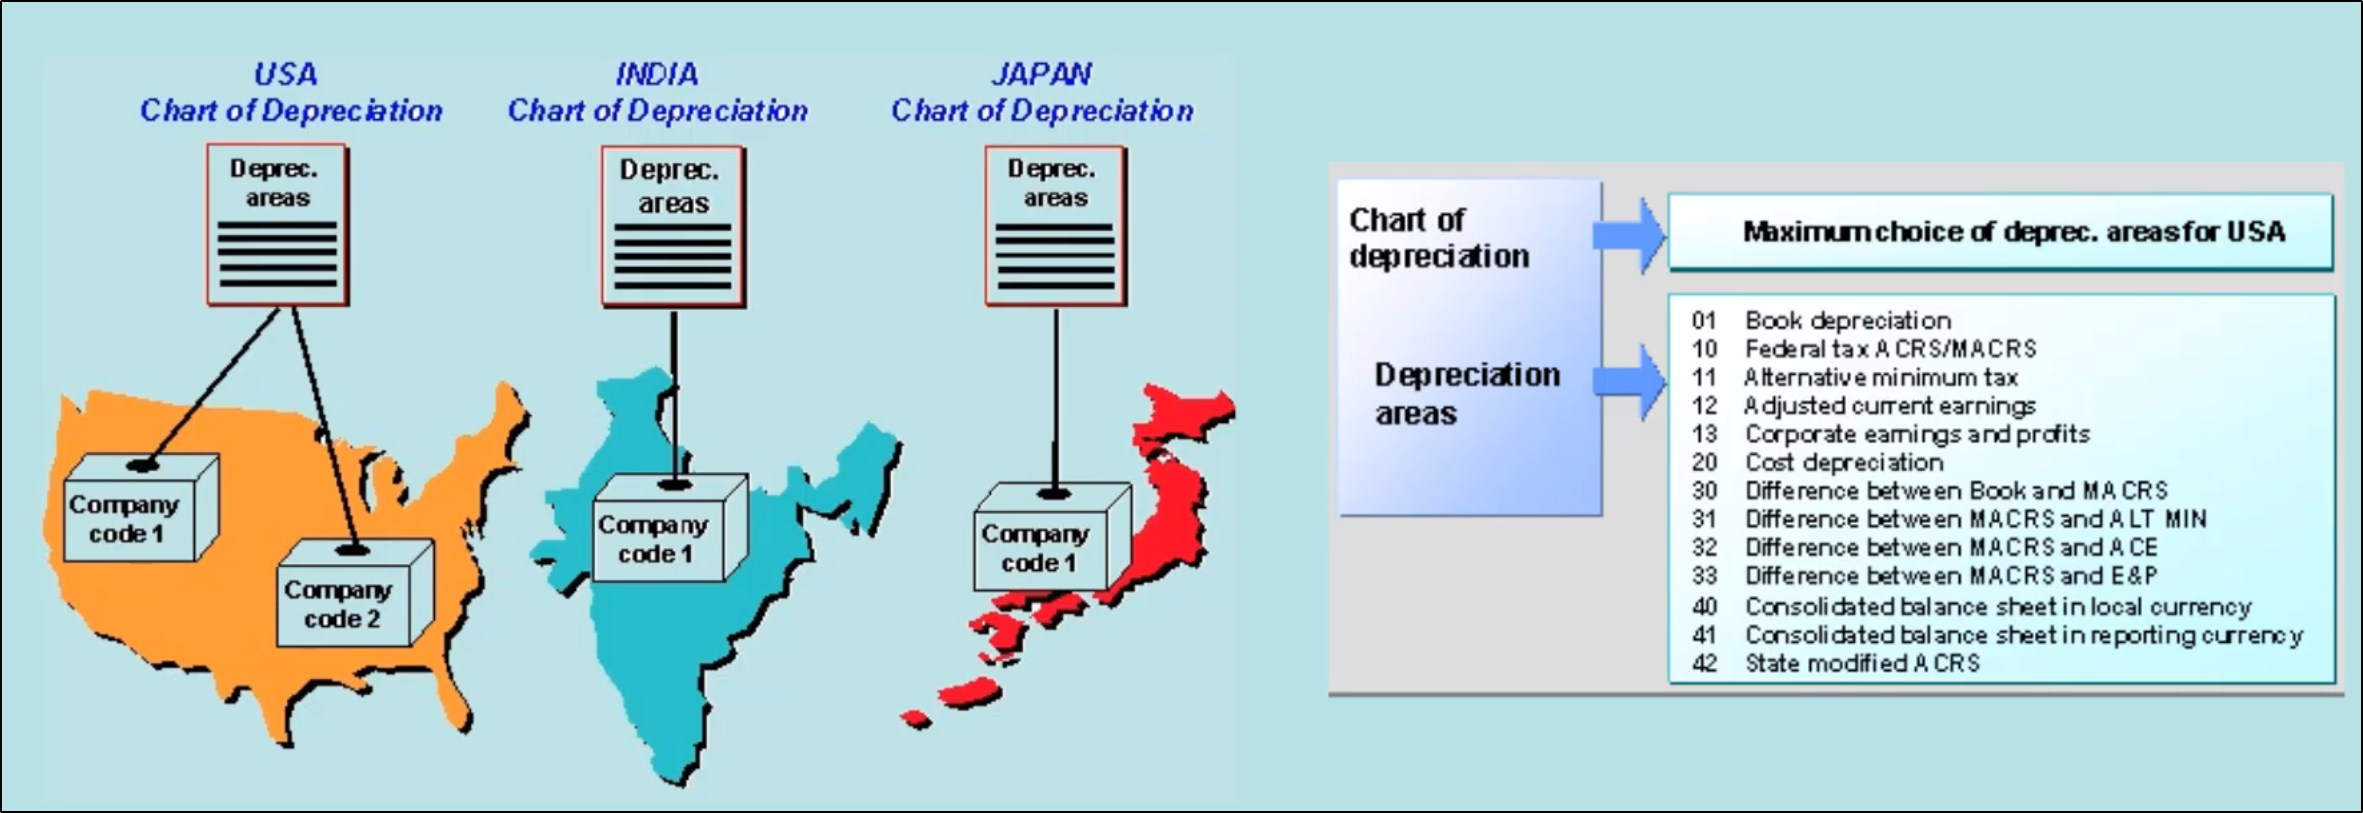 USA
Chart of Depreciation
Deprec.
areas
Company
code 1
Company
code 2
INDIA
Chart of Depreciation
Deprec.
areas
Company
code 1
JAPAN
Chart of Depreciation
Deprec.
areas
Company
code 1
Chart of
depreciation
Maximum choice of deprec. areas for USA
Depreciation
areas
01 Book depreciation
10 Federal tax ACRS/MACRS
11 Alternative minimum tax
12 Adjusted current earnings
13 Corporate earnings and profits
20 Cost depreciation
30 Difference between Book and MACRS
31 Difference between MACRS and ALT MIN
32 Difference between MACRS and ACE
33 Difference between MACRS and E&P
40 Consolidated balance sheet in local currency
41 Consolidated balance sheet in reporting currency
42 State modified ACRS